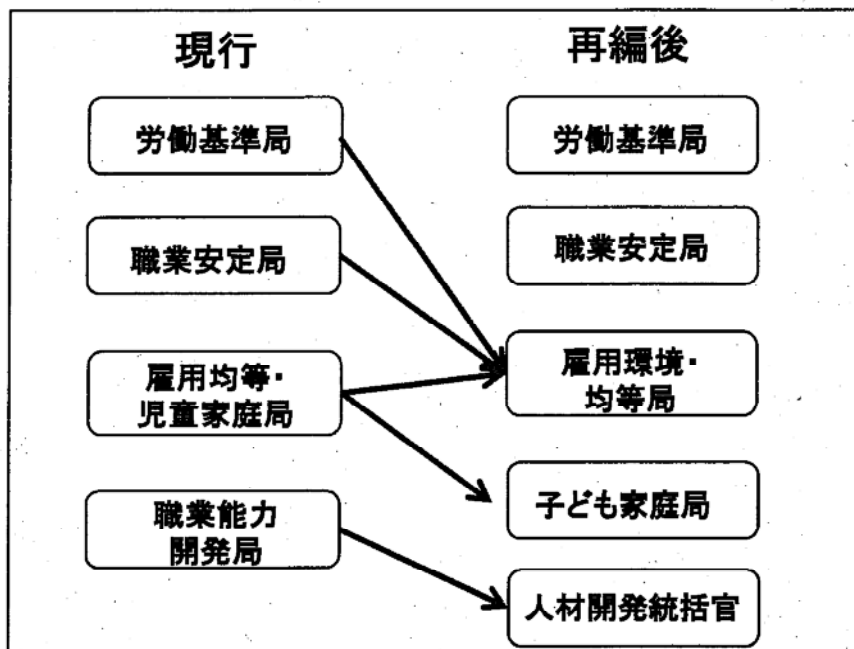 現行
再編後
労働基準局
労働基準局
職業安定局
職業安定局
雇用均等・
児童家庭局
雇用環境・
均等局
子ども家庭局
職業能力
開発局
人材開発統括官